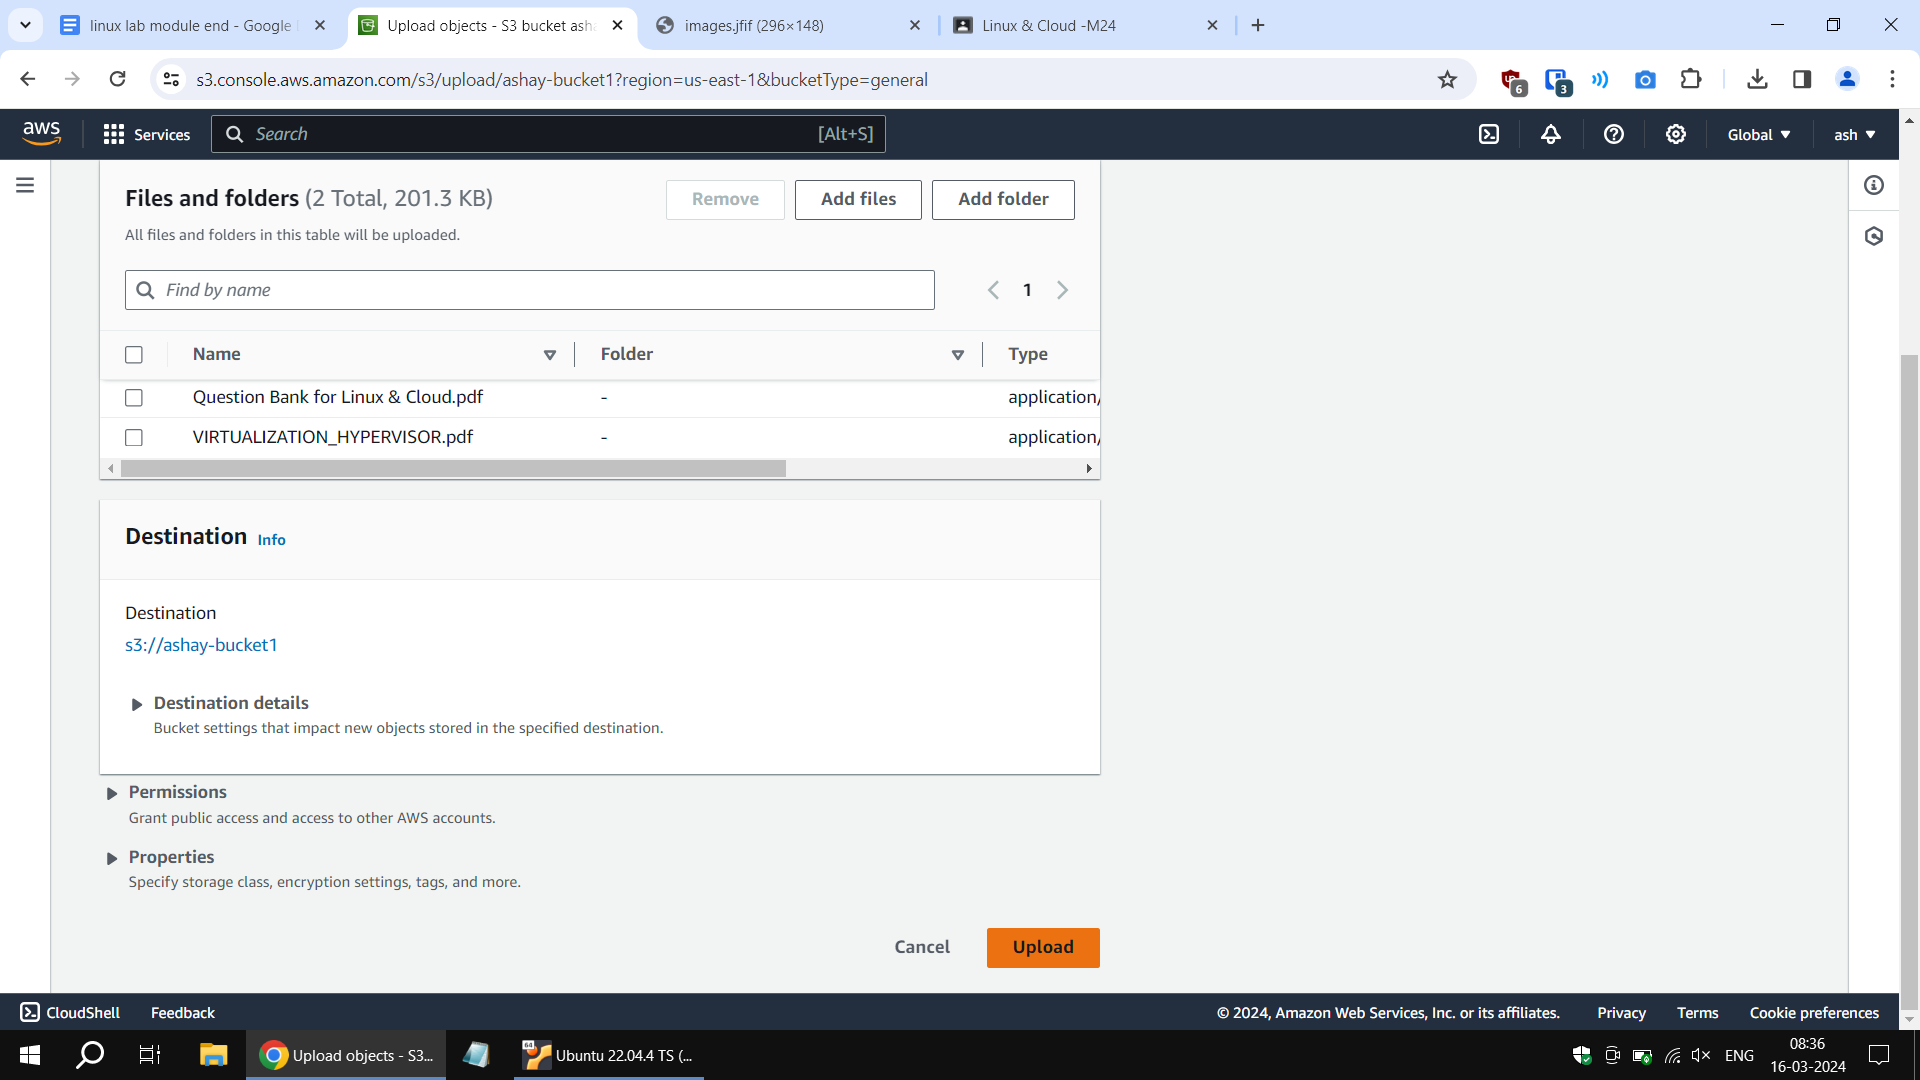 linux lab module end - Google
Upload objects - S3 bucket asha
images.jfif (296×148)
Linux & Cloud -M24
s3.console.aws.amazon.com/s3/upload/ashay-bucket1?region=us-east-1&bucketType=general
6
3
aws
Services
Search
[Alt+S]
Global
ash
Files and folders (2 Total, 201.3 KB)
Remove
Add files
Add folder
All files and folders in this table will be uploaded.
Find by name
1
Name
Folder
Type
Question Bank for Linux & Cloud.pdf
-
application/
VIRTUALIZATION_HYPERVISOR.pdf
-
application/
Destination Info
Destination
s3://ashay-bucket1
Destination details
Bucket settings that impact new objects stored in the specified destination.
Permissions
Grant public access and access to other AWS accounts.
Properties
Specify storage class, encryption settings, tags, and more.
Cancel
Upload
CloudShell
Feedback
© 2024, Amazon Web Services, Inc. or its affiliates.
Privacy
Terms
Cookie preferences
Upload objects - S3...
64
Ubuntu 22.04.4 TS (...
ENG
08:36
16-03-2024